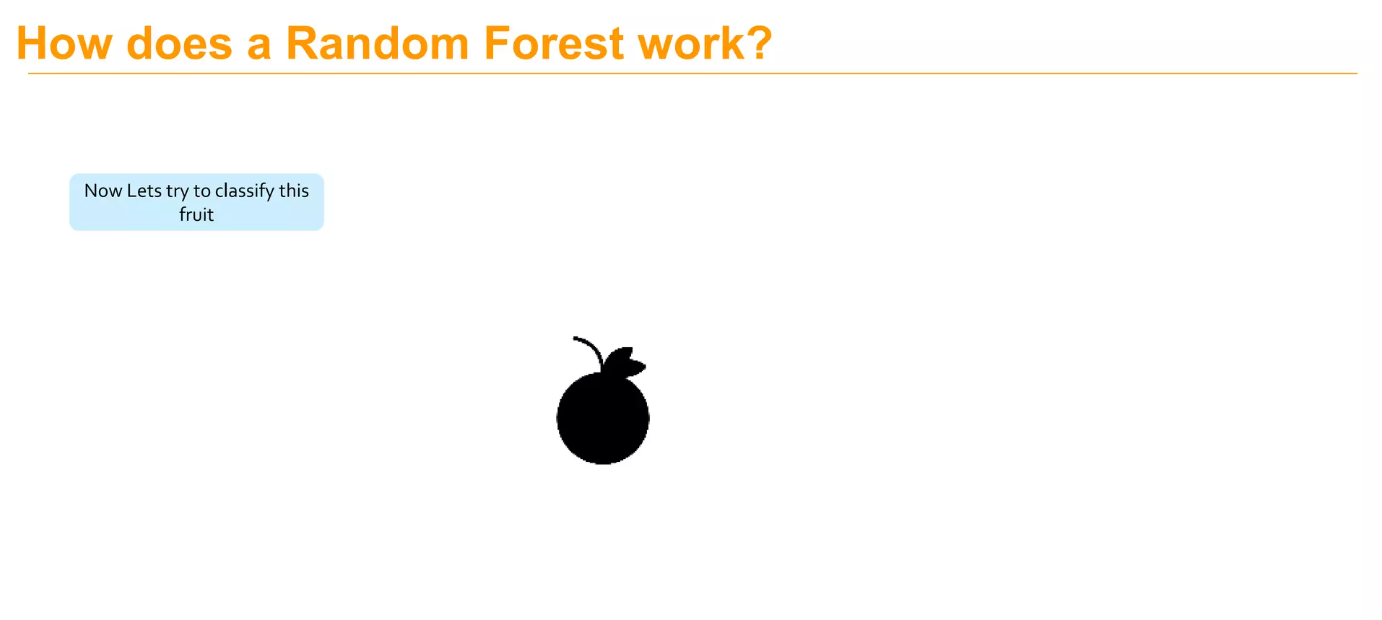 How does a Random Forest work?
Now Lets try to classify this
fruit